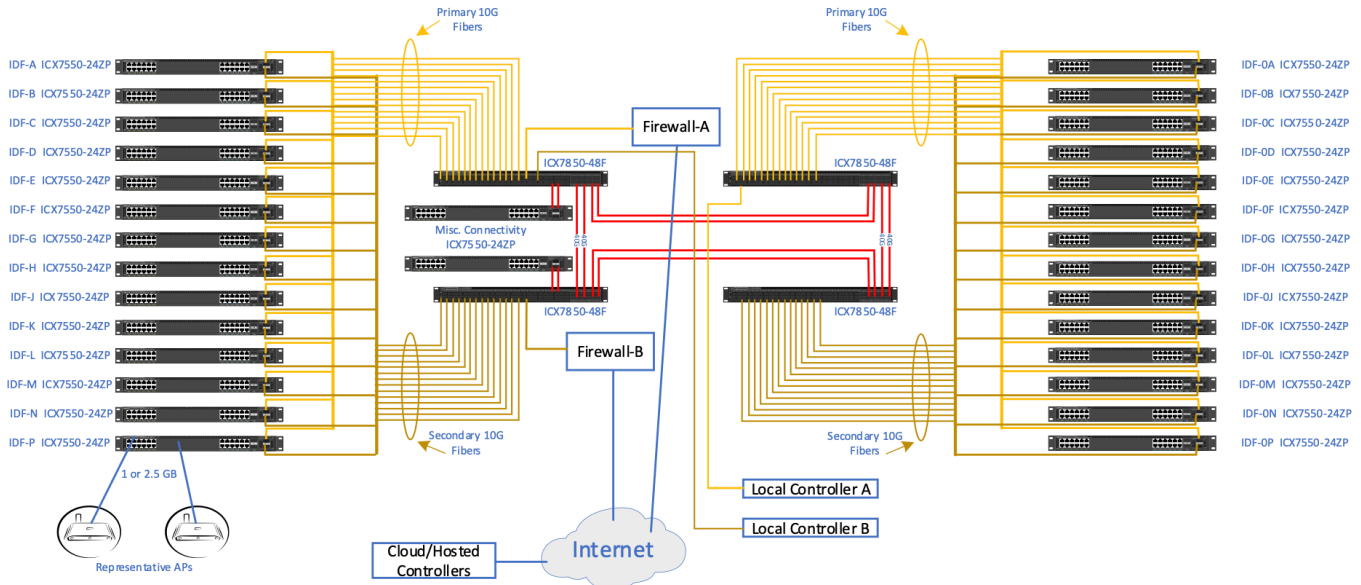 Primary 10G
Fibers
Primary 10G
Fibers
IDF-A ICX7550-24ZP
IDF-B ICX7550-24ZP
IDF-C ICX7550-24ZP
IDF-D ICX7550-24ZP
IDF-E ICX7550-24ZP
IDF-F ICX7550-24ZP
IDF-G ICX7550-24ZP
IDF-H ICX7550-24ZP
IDF-J ICX7550-24ZP
IDF-K ICX7550-24ZP
IDF-L ICX7550-24ZP
IDF-M ICX7550-24ZP
IDF-N ICX7550-24ZP
IDF-P ICX7550-24ZP
1 or 2.5 GB
Representative APs
Firewall-A
ICX7850-48F
ICX7850-48F
Misc. Connectivity
ICX7550-24ZP
40G
40G
40G
40G
ICX7850-48F
ICX7850-48F
Firewall-B
Secondary 10G
Fibers
Secondary 10G
Fibers
Local Controller A
Local Controller B
Internet
Cloud/Hosted
Controllers
IDF-0A ICX7550-24ZP
IDF-0B ICX7550-24ZP
IDF-0C ICX7550-24ZP
IDF-0D ICX7550-24ZP
IDF-0E ICX7550-24ZP
IDF-0F ICX7550-24ZP
IDF-0G ICX7550-24ZP
IDF-0H ICX7550-24ZP
IDF-0J ICX7550-24ZP
IDF-0K ICX7550-24ZP
IDF-0L ICX7550-24ZP
IDF-0M ICX7550-24ZP
IDF-0N ICX7550-24ZP
IDF-0P ICX7550-24ZP